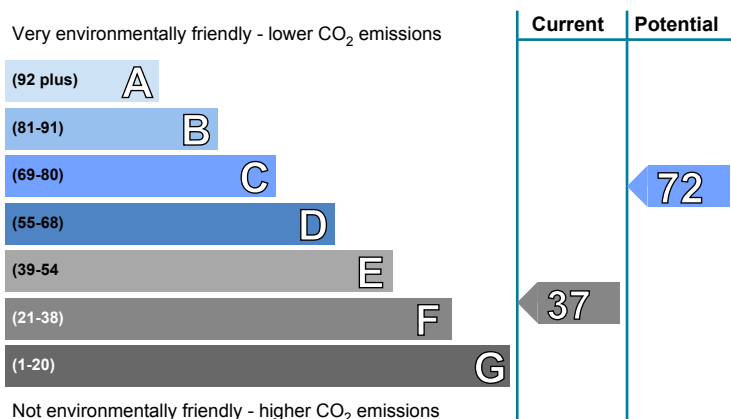 Very environmentally friendly - lower CO2 emissions
Current
Potential
(92 plus) A
(81-91) B
(69-80) C
72
(55-68) D
(39-54 E
(21-38) F
37
(1-20) G
Not environmentally friendly - higher CO2 emissions